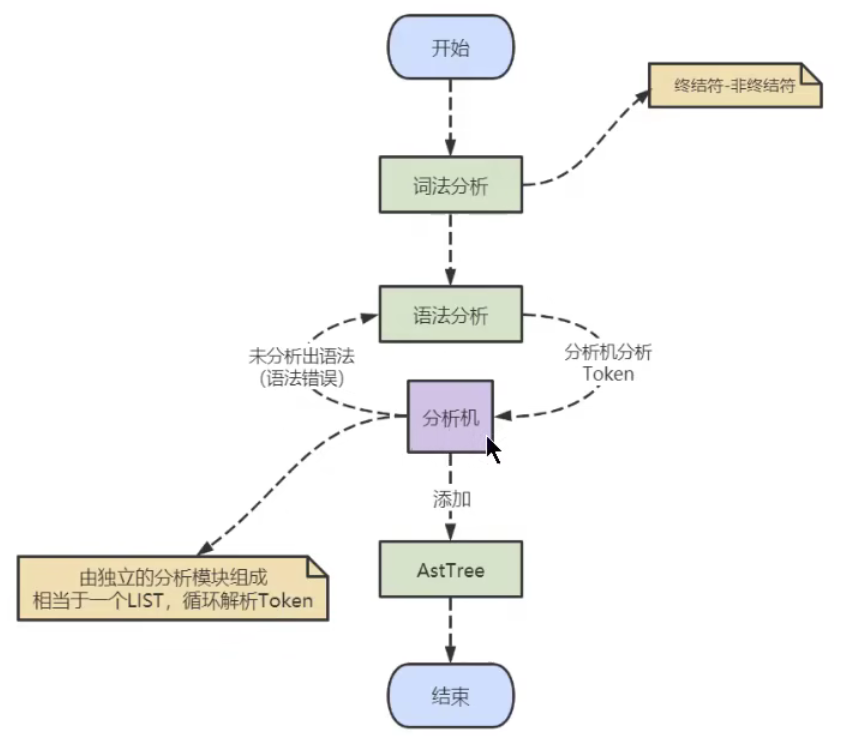 开始
终结符-非终结符
词法分析
语法分析
未分析出语法
(语法错误)
分析机分析
Token
分析机
添加
由独立的分析模块组成
相当于一个LIST，循环解析Token
AstTree
结束